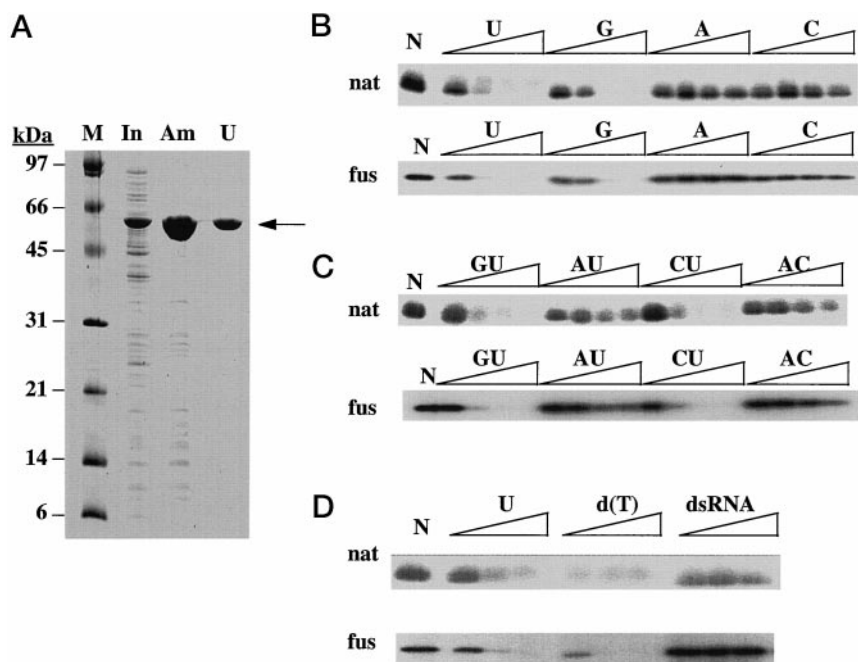 A
kDa M In Am U
97
66
45
31
21
14
6
B
N U G A C
nat
N U G A C
fus
C
N GU AU CU AC
nat
N GU AU CU AC
fus
D
N U d(T) dsRNA
nat
fus